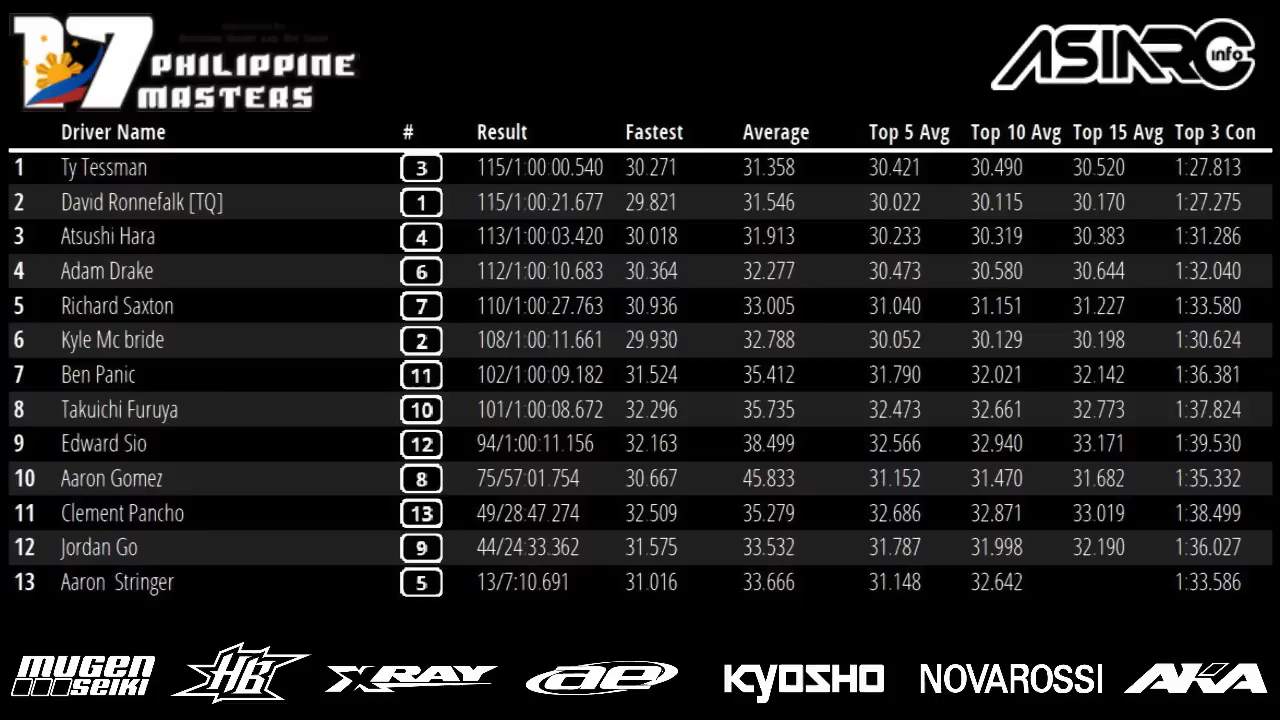 17 PHILIPPINE MASTERS
ASIARC info
Driver Name # Result Fastest Average Top 5 Avg Top 10 Avg Top 15 Avg Top 3 Con
1 Ty Tessman 3 115/1:00:00.540 30.271 31.358 30.421 30.490 30.520 1:27.813
2 David Ronnefalk [TQ] 1 115/1:00:21.677 29.821 31.546 30.022 30.115 30.170 1:27.275
3 Atsushi Hara 4 113/1:00:03.420 30.018 31.913 30.233 30.319 30.383 1:31.286
4 Adam Drake 6 112/1:00:10.683 30.364 32.277 30.473 30.580 30.644 1:32.040
5 Richard Saxton 7 110/1:00:27.763 30.936 33.005 31.040 31.151 31.227 1:33.580
6 Kyle Mc bride 2 108/1:00:11.661 29.930 32.788 30.052 30.129 30.198 1:30.624
7 Ben Panic 11 102/1:00:09.182 31.524 35.412 31.790 32.021 32.142 1:36.381
8 Takuichi Furuya 10 101/1:00:08.672 32.296 35.735 32.473 32.661 32.773 1:37.824
9 Edward Sio 12 94/1:00:11.156 32.163 38.499 32.566 32.940 33.171 1:39.530
10 Aaron Gomez 8 75/57:01.754 30.667 45.833 31.152 31.470 31.682 1:35.332
11 Clement Pancho 13 49/28:47.274 32.509 35.279 32.686 32.871 33.019 1:38.499
12 Jordan Go 9 44/24:33.362 31.575 33.532 31.787 31.998 32.190 1:36.027
13 Aaron Stringer 5 13/7:10.691 31.016 33.666 31.148 32.642 1:33.586
MUGEN SEIKI HB XRAY ae KYOSHO NOVAROSSI AKA